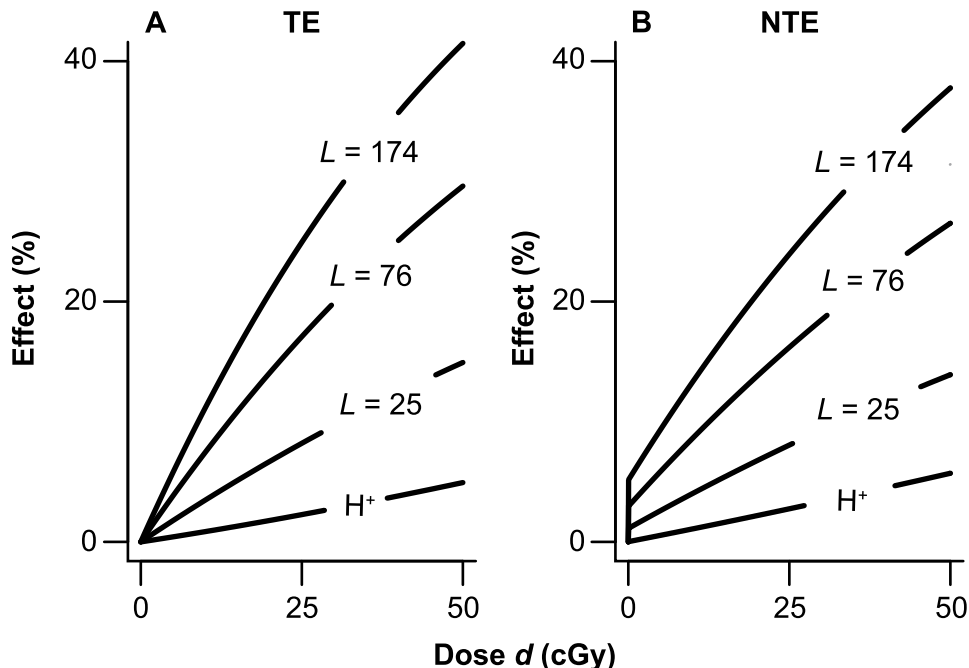 A TE
Effect (%)
40
20
0
L = 174
L = 76
L = 25
H⁺
0 25 50
B NTE
Effect (%)
40
20
0
L = 174
L = 76
L = 25
H⁺
0 25 50
Dose d (cGy)